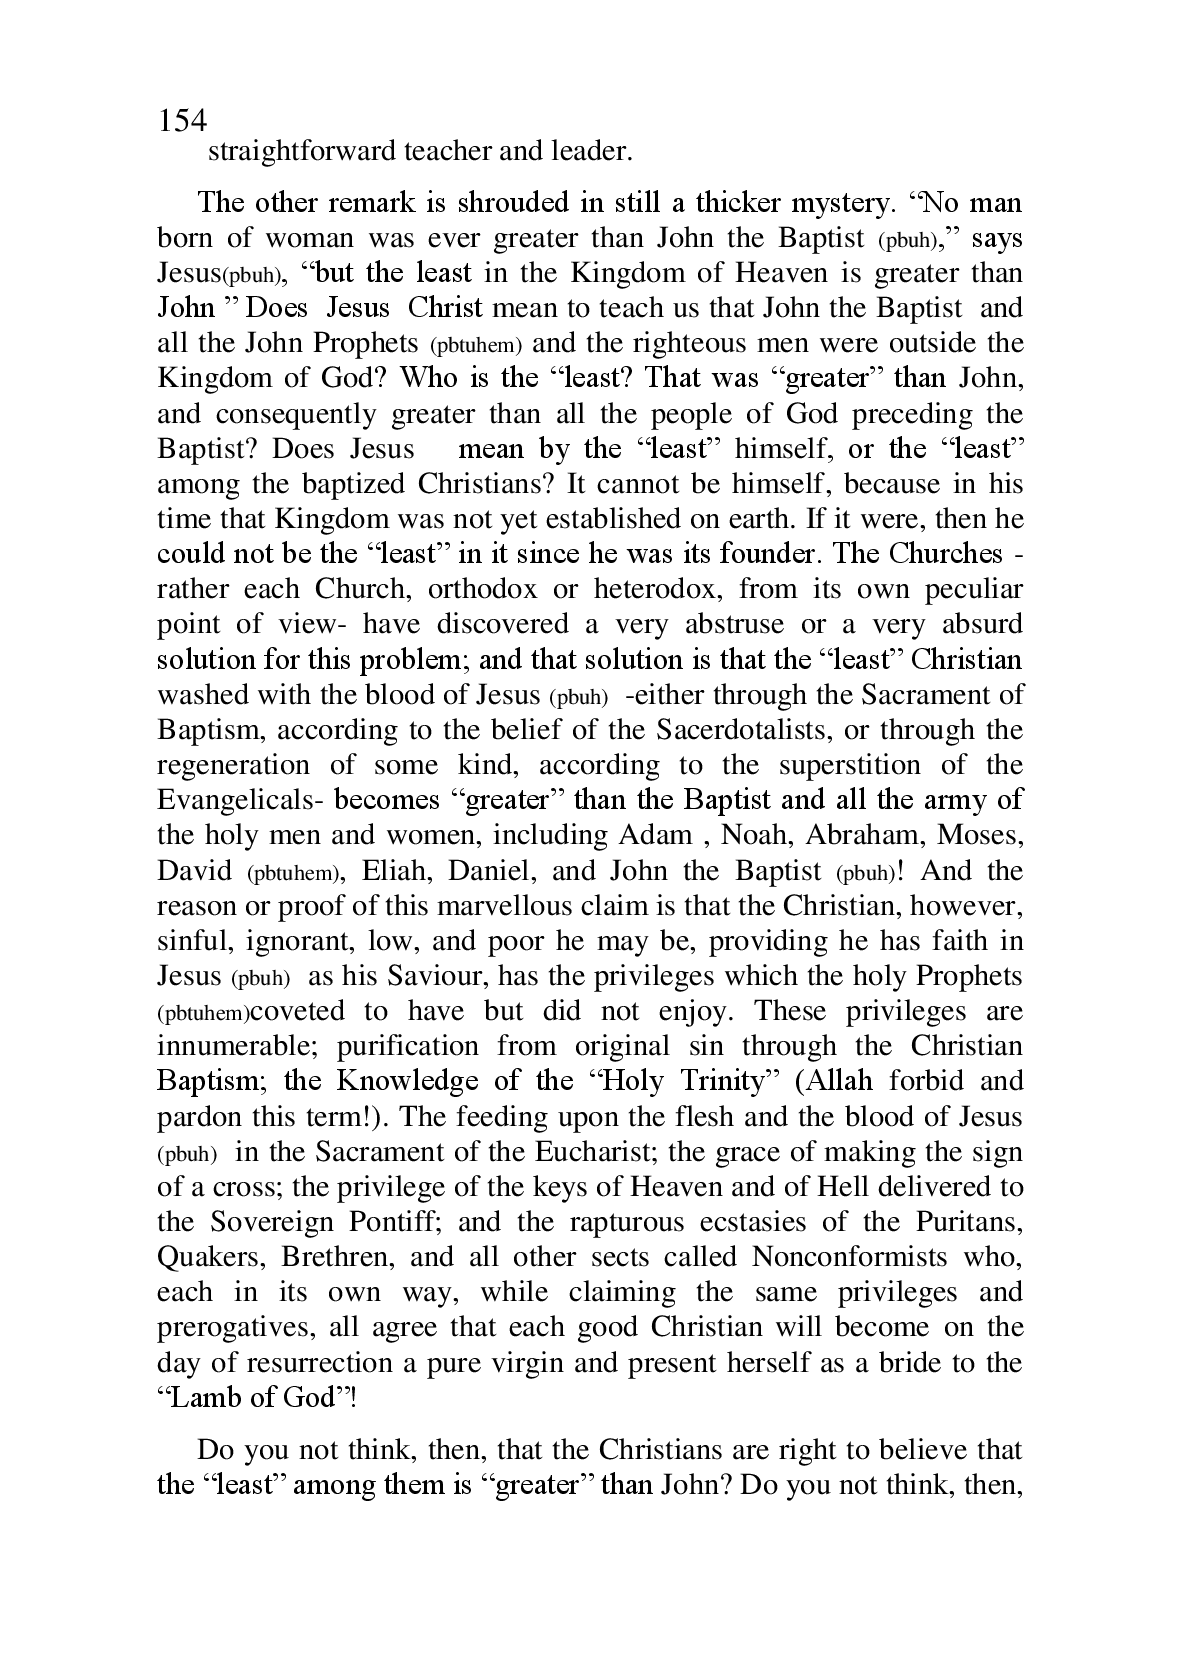 154
straightforward teacher and leader.
The other remark is shrouded in still a thicker mystery. “No man
born of woman was ever greater than John the Baptist (pbuh),” says
Jesus(pbuh), “but the least in the Kingdom of Heaven is greater than
John ” Does Jesus Christ mean to teach us that John the Baptist and
all the John Prophets (pbtuhem) and the righteous men were outside the
Kingdom of God? Who is the “least? That was “greater” than John,
and consequently greater than all the people of God preceding the
Baptist? Does Jesus mean by the “least” himself, or the “least”
among the baptized Christians? It cannot be himself, because in his
time that Kingdom was not yet established on earth. If it were, then he
could not be the “least” in it since he was its founder. The Churches -
rather each Church, orthodox or heterodox, from its own peculiar
point of view- have discovered a very abstruse or a very absurd
solution for this problem; and that solution is that the “least” Christian
washed with the blood of Jesus (pbuh) -either through the Sacrament of
Baptism, according to the belief of the Sacerdotalists, or through the
regeneration of some kind, according to the superstition of the
Evangelicals- becomes “greater” than the Baptist and all the army of
the holy men and women, including Adam , Noah, Abraham, Moses,
David (pbtuhem), Eliah, Daniel, and John the Baptist (pbuh)! And the
reason or proof of this marvellous claim is that the Christian, however,
sinful, ignorant, low, and poor he may be, providing he has faith in
Jesus (pbuh) as his Saviour, has the privileges which the holy Prophets
(pbtuhem)coveted to have but did not enjoy. These privileges are
innumerable; purification from original sin through the Christian
Baptism; the Knowledge of the “Holy Trinity” (Allah forbid and
pardon this term!). The feeding upon the flesh and the blood of Jesus
(pbuh) in the Sacrament of the Eucharist; the grace of making the sign
of a cross; the privilege of the keys of Heaven and of Hell delivered to
the Sovereign Pontiff; and the rapturous ecstasies of the Puritans,
Quakers, Brethren, and all other sects called Nonconformists who,
each in its own way, while claiming the same privileges and
prerogatives, all agree that each good Christian will become on the
day of resurrection a pure virgin and present herself as a bride to the
“Lamb of God”!
Do you not think, then, that the Christians are right to believe that
the “least” among them is “greater” than John? Do you not think, then,